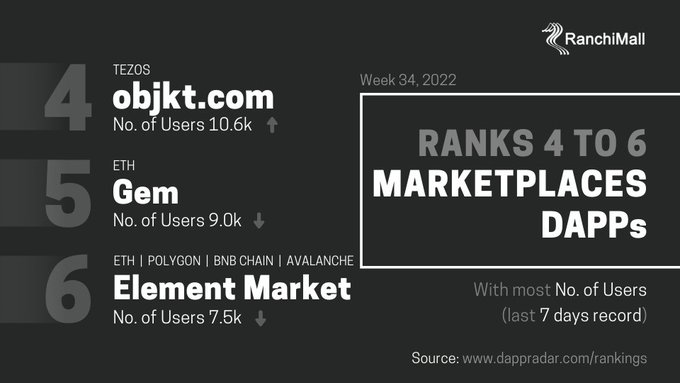 RanchiMall
Week 34, 2022
RANKS 4 TO 6
MARKETPLACES
DAPPs
4
TEZOS
objkt.com
No. of Users 10.6k
5
ETH
Gem
No. of Users 9.0k
6
ETH | POLYGON | BNB CHAIN | AVALANCHE
Element Market
No. of Users 7.5k
With most No. of Users
(last 7 days record)
Source: www.dappradar.com/rankings